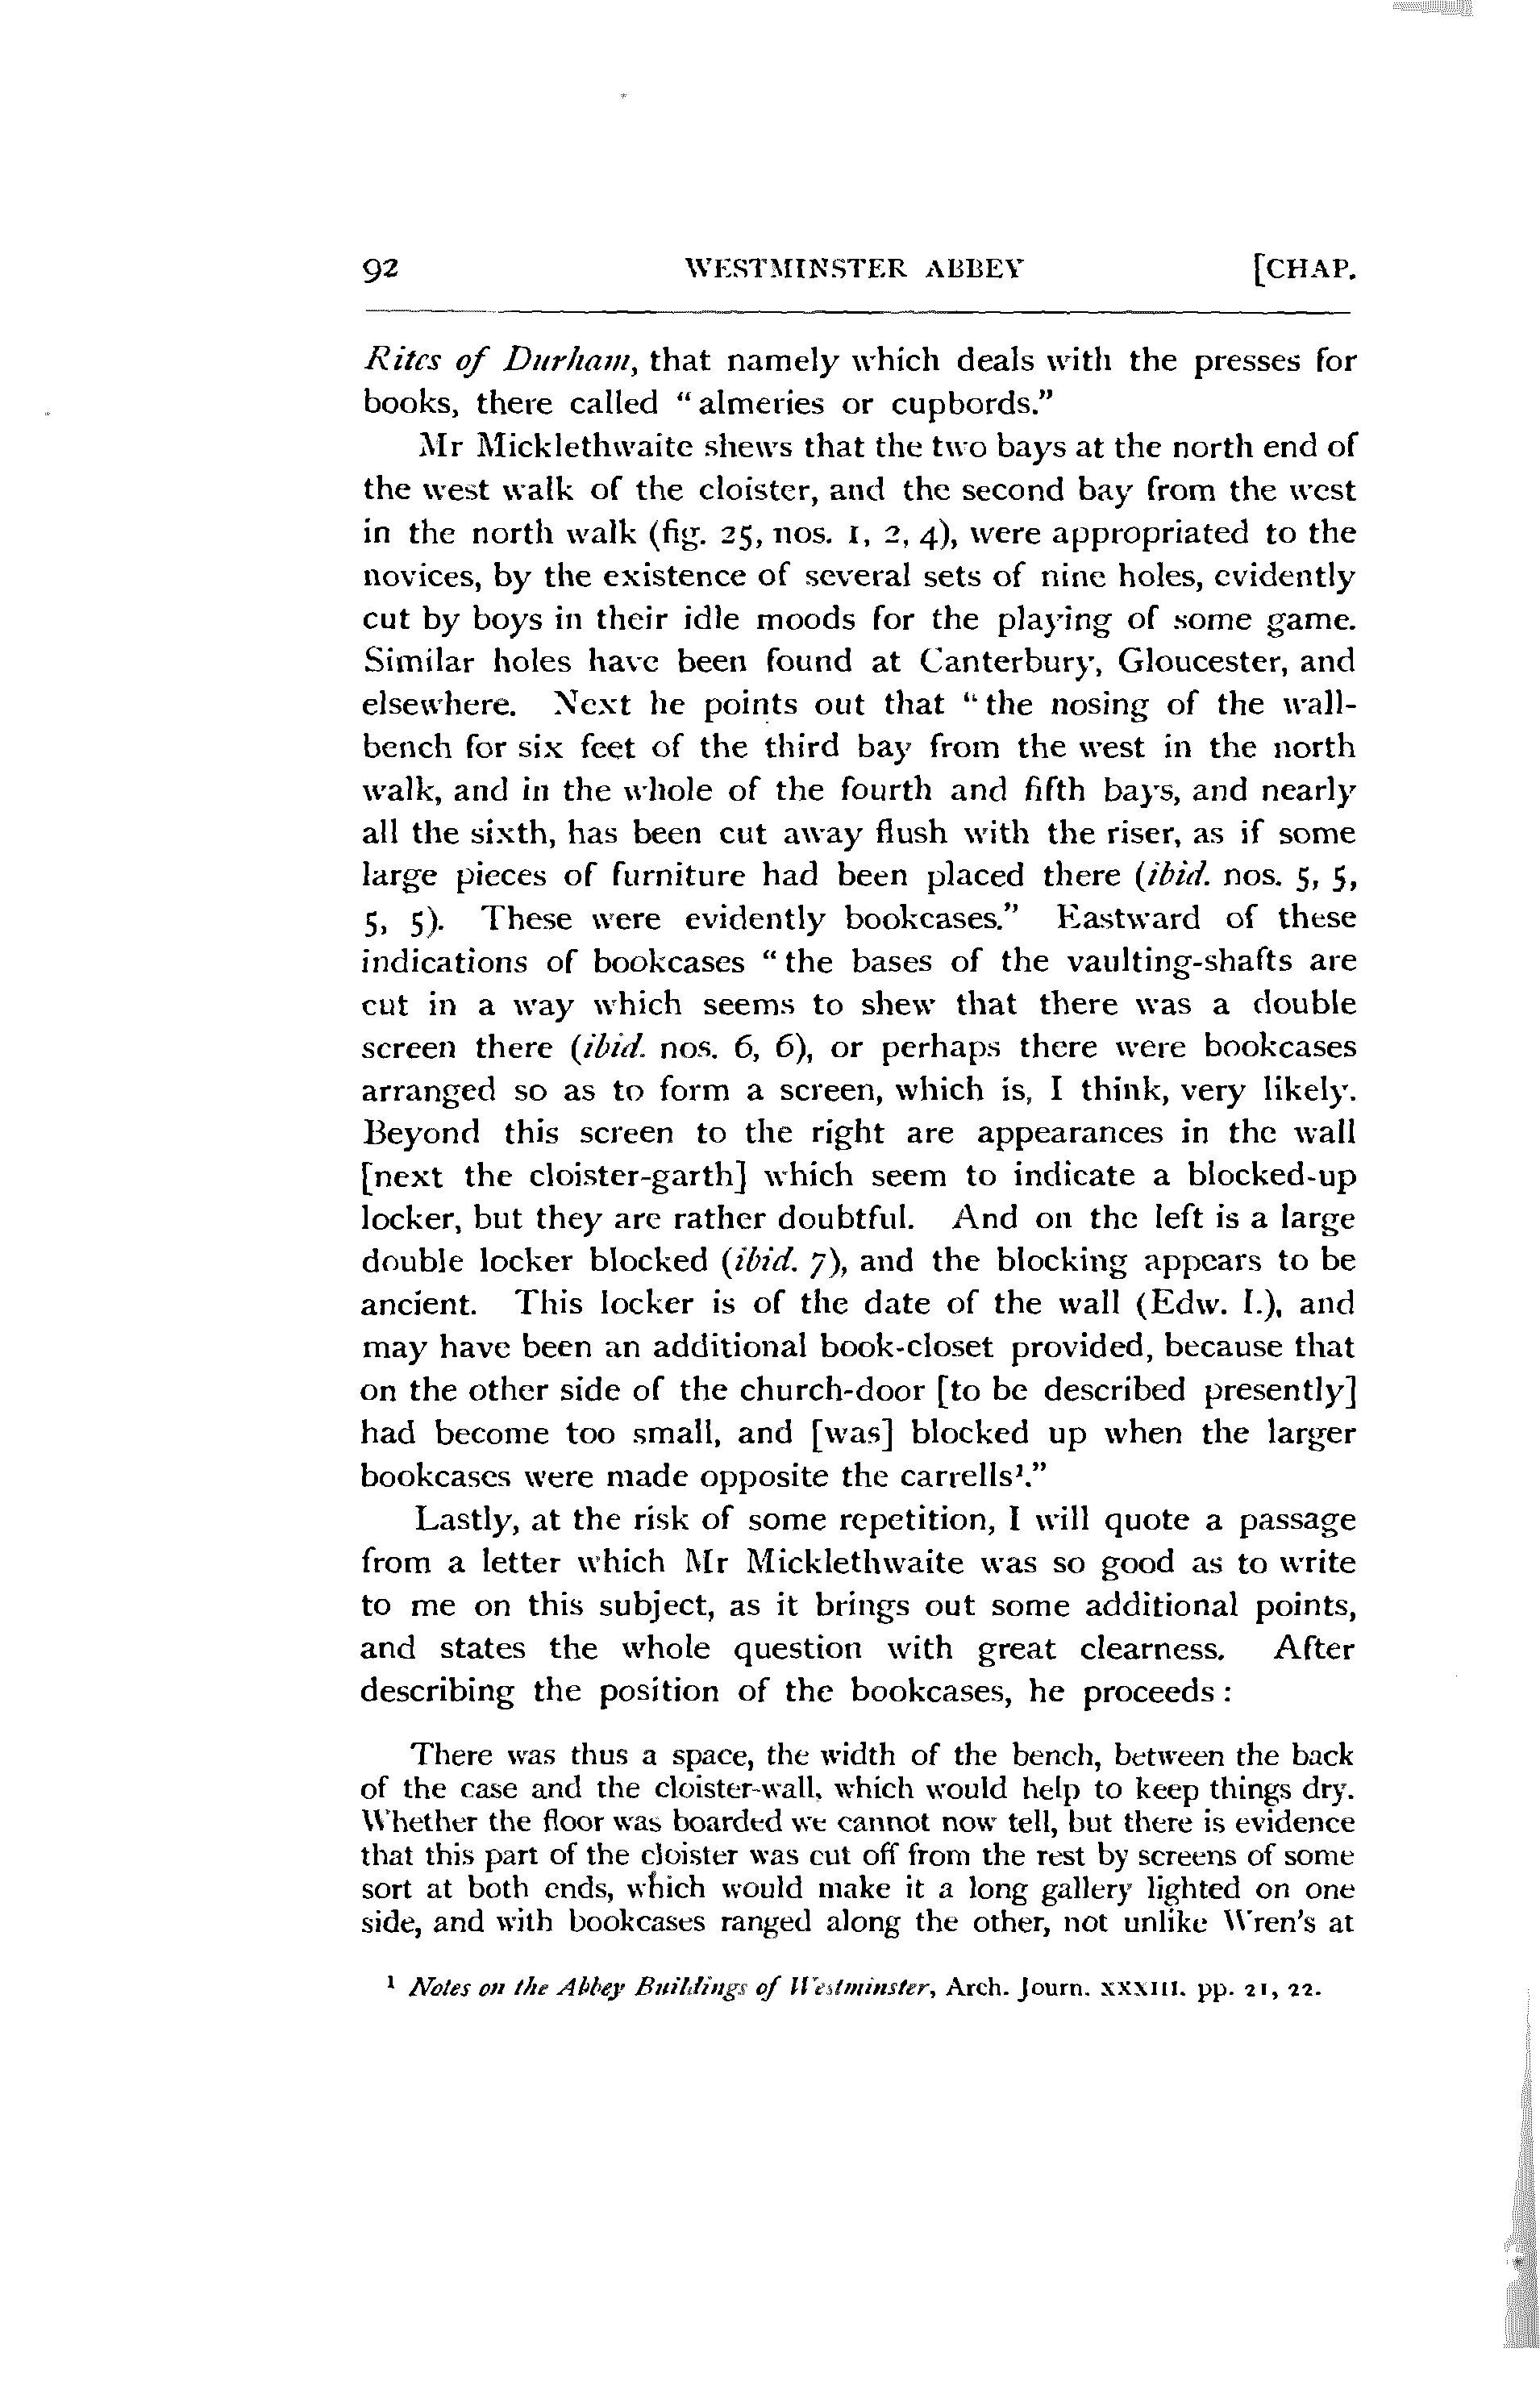 92 WESTMINSTER ABBEY [CHAP.
Rites of Durham, that namely which deals with the presses for
books, there called "almeries or cupbords."
Mr Micklethwaite shews that the two bays at the north end of
the west walk of the cloister, and the second bay from the west
in the north walk (fig. 25, nos. 1, 2, 4), were appropriated to the
novices, by the existence of several sets of nine holes, evidently
cut by boys in their idle moods for the playing of some game.
Similar holes have been found at Canterbury, Gloucester, and
elsewhere. Next he points out that "the nosing of the wall-
bench for six feet of the third bay from the west in the north
walk, and in the whole of the fourth and fifth bays, and nearly
all the sixth, has been cut away flush with the riser, as if some
large pieces of furniture had been placed there (ibid. nos. 5, 5,
5, 5). These were evidently bookcases." Eastward of these
indications of bookcases "the bases of the vaulting-shafts are
cut in a way which seems to shew that there was a double
screen there (ibid. nos. 6, 6), or perhaps there were bookcases
arranged so as to form a screen, which is, I think, very likely.
Beyond this screen to the right are appearances in the wall
[next the cloister-garth] which seem to indicate a blocked-up
locker, but they are rather doubtful. And on the left is a large
double locker blocked (ibid. 7), and the blocking appears to be
ancient. This locker is of the date of the wall (Edw. I.), and
may have been an additional book-closet provided, because that
on the other side of the church-door [to be described presently]
had become too small, and [was] blocked up when the larger
bookcases were made opposite the carrells¹."
Lastly, at the risk of some repetition, I will quote a passage
from a letter which Mr Micklethwaite was so good as to write
to me on this subject, as it brings out some additional points,
and states the whole question with great clearness. After
describing the position of the bookcases, he proceeds :
There was thus a space, the width of the bench, between the back
of the case and the cloister-wall, which would help to keep things dry.
Whether the floor was boarded we cannot now tell, but there is evidence
that this part of the cloister was cut off from the rest by screens of some
sort at both ends, which would make it a long gallery lighted on one
side, and with bookcases ranged along the other, not unlike Wren's at
¹ Notes on the Abbey Buildings of Westminster, Arch. Journ. XXXIII. pp. 21, 22.